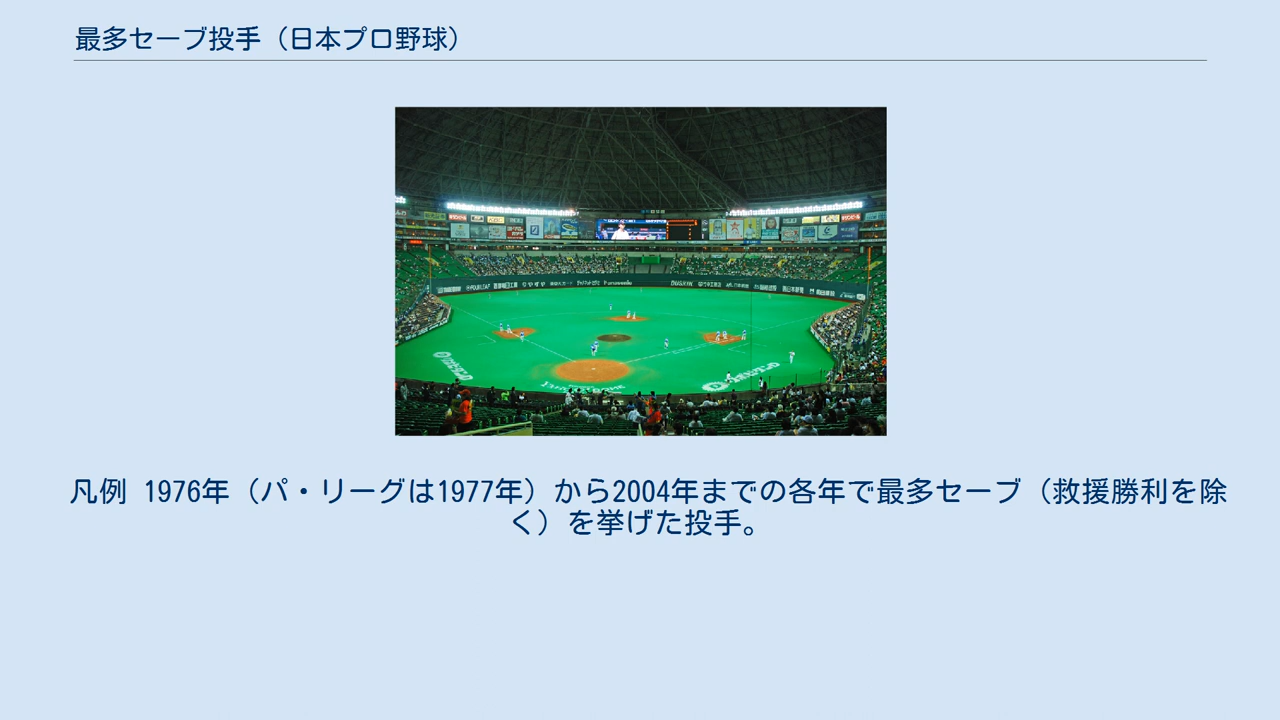 最多セーブ投手（日本プロ野球）
Panasonic
凡例 1976年（パ・リーグは1977年）から2004年までの各年で最多セーブ（救援勝利を除
く）を挙げた投手。